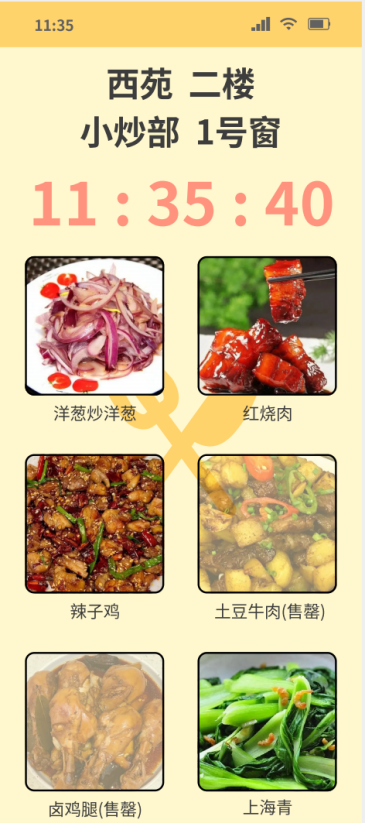 11:35
西苑 二楼
小炒部 1号窗
11 : 35 : 40
洋葱炒洋葱 红烧肉
辣子鸡 土豆牛肉(售罄)
卤鸡腿(售罄) 上海青